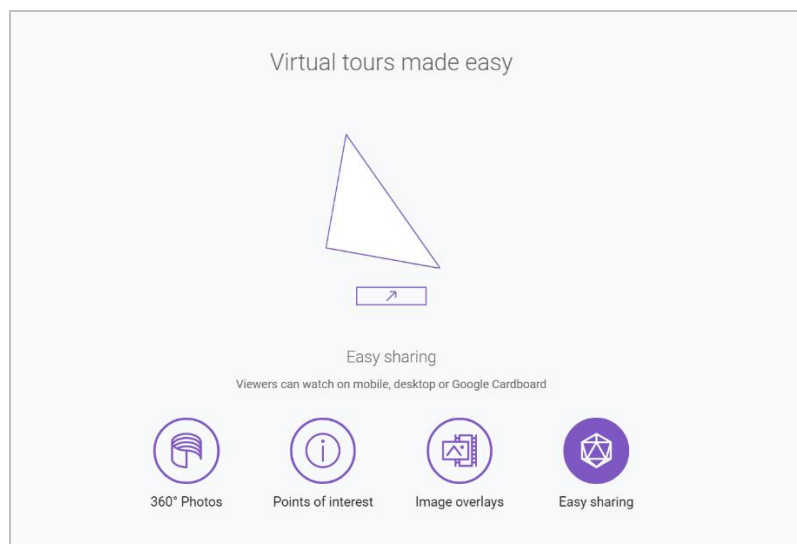 Virtual tours made easy
Easy sharing
Viewers can watch on mobile, desktop or Google Cardboard
360° Photos
Points of interest
Image overlays
Easy sharing